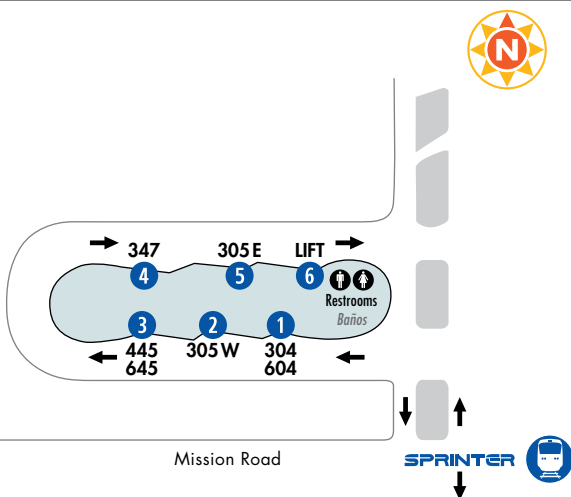 N
347
305 E
LIFT
4
5
6
Restrooms
Baños
3
2
1
445
645
305 W
304
604
Mission Road
SPRINTER